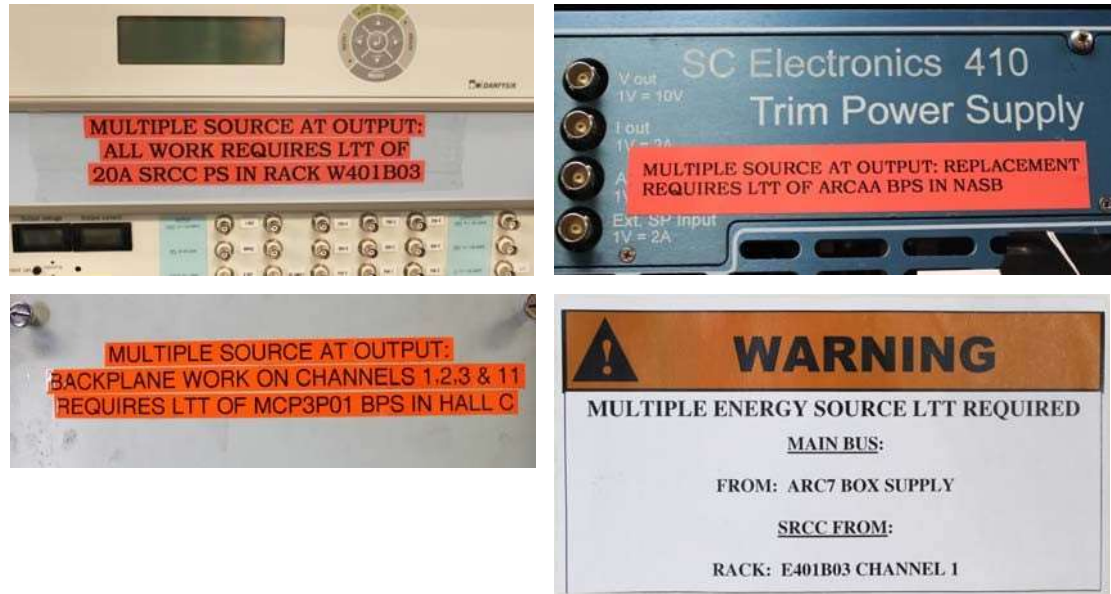 DANFYSIK
MULTIPLE SOURCE AT OUTPUT:
ALL WORK REQUIRES LTT OF
20A SRCC PS IN RACK W401B03
SC Electronics 410
Trim Power Supply
V out
1V = 10V
I out
1V = 2A
Ext. SP Input
1V = 2A
MULTIPLE SOURCE AT OUTPUT: REPLACEMENT
REQUIRES LTT OF ARCAA BPS IN NASB
MULTIPLE SOURCE AT OUTPUT:
BACKPLANE WORK ON CHANNELS 1,2,3 & 11
REQUIRES LTT OF MCP3P01 BPS IN HALL C
WARNING
MULTIPLE ENERGY SOURCE LTT REQUIRED
MAIN BUS:
FROM: ARC7 BOX SUPPLY
SRCC FROM:
RACK: E401B03 CHANNEL 1